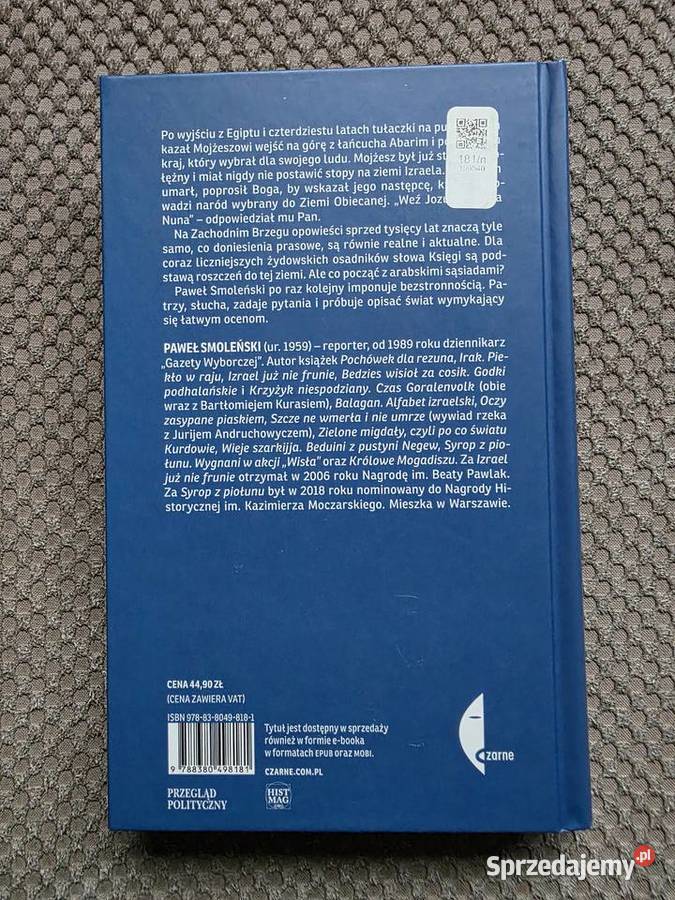 Po wyjściu z Egiptu i czterdziestu latach tułaczki na pu
kazał Mojżeszowi wejść na górę z łańcucha Abarim i po
kraj, który wybrał dla swojego ludu. Mojżesz był już st
łężny i miał nigdy nie postawić stopy na ziemi Izraela.
umarł, poprosił Boga, by wskazał jego następcę, k o-
wadzi naród wybrany do Ziemi Obiecanej. „Weź Jozu a
Nuna” – odpowiedział mu Pan.
Na Zachodnim Brzegu opowieści sprzed tysięcy lat znaczą tyle
samo, co doniesienia prasowe, są równie realne i aktualne. Dla
coraz liczniejszych żydowskich osadników słowa Księgi są pod-
stawą roszczeń do tej ziemi. Ale co począć z arabskimi sąsiadami?
Paweł Smoleński po raz kolejny imponuje bezstronnością. Pa-
trzy, słucha, zadaje pytania i próbuje opisać świat wymykający
się łatwym ocenom.
PAWEŁ SMOLEŃSKI (ur. 1959) – reporter, od 1989 roku dziennikarz
„Gazety Wyborczej”. Autor książek Pochówek dla rezuna, Irak. Pie-
kło w raju, Izrael już nie frunie, Bedzies wisioł za cosik. Godki
podhalańskie i Krzyżyk niespodziany. Czas Goralenvolk (obie
wraz z Bartłomiejem Kurasiem), Balagan. Alfabet izraelski, Oczy
zasypane piaskiem, Szcze ne wmerła i nie umrze (wywiad rzeka
z Jurijem Andruchowyczem), Zielone migdały, czyli po co światu
Kurdowie, Wieje szarkijja. Beduini z pustyni Negew, Syrop z pio-
łunu. Wygnani w akcji „Wisła” oraz Królowe Mogadiszu. Za Izrael
już nie frunie otrzymał w 2006 roku Nagrodę im. Beaty Pawlak.
Za Syrop z piołunu był w 2018 roku nominowany do Nagrody Hi-
storycznej im. Kazimierza Moczarskiego. Mieszka w Warszawie.
CENA 44,90 ZŁ
(CENA ZAWIERA VAT)
ISBN 978-83-8049-818-1
9 788380 498181
Tytuł jest dostępny w sprzedaży
również w formie e-booka
w formatach EPUB oraz MOBI.
CZARNE.COM.PL
czarne
PRZEGLĄD
POLITYCZNY
HIST
MAG
Sprzedajemy.pl